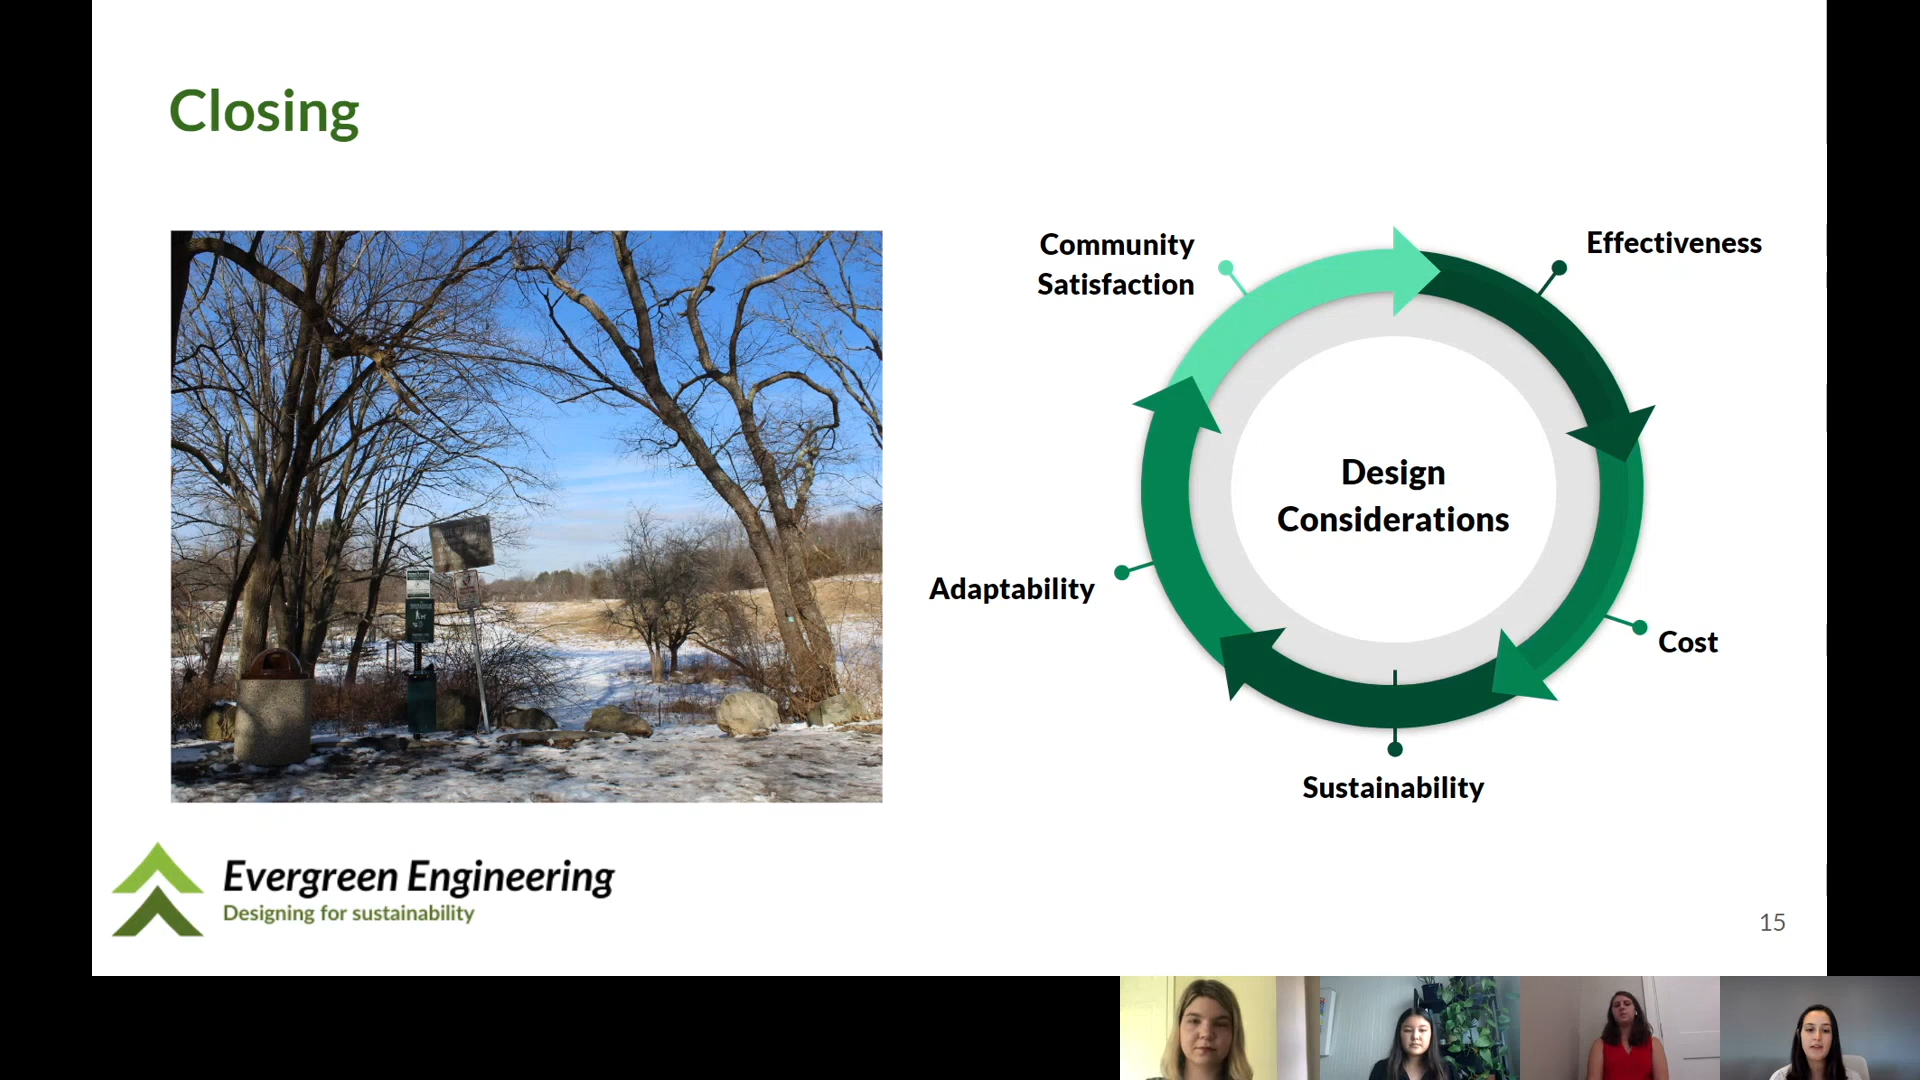 Closing
Community
Satisfaction
Effectiveness
Design
Considerations
Adaptability
Cost
Sustainability
Evergreen Engineering
Designing for sustainability
15